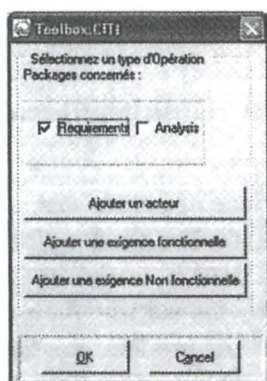 Toolbox CITI
Sélectionnez un type d'Opération
Packages concernés :
Requirements Analysis
Ajouter un acteur
Ajouter une exigence fonctionnelle
Ajouter une exigence Non fonctionnelle
OK Cancel